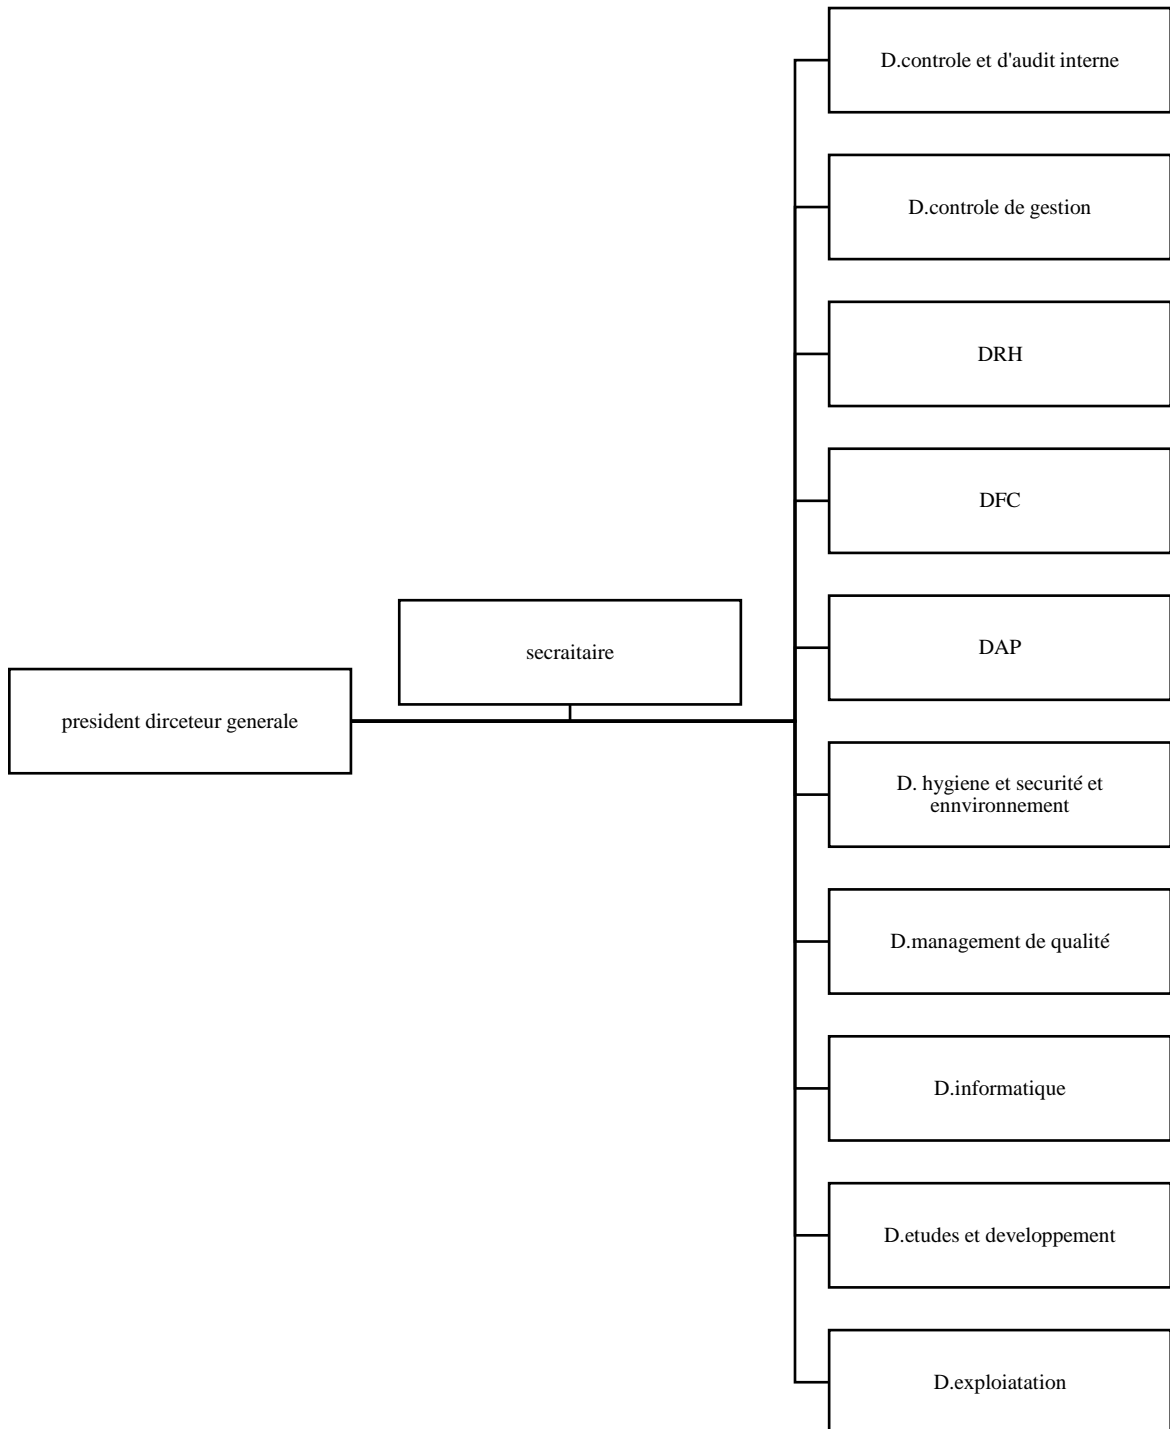 president dirceteur generale
secraitaire
D.controle et d'audit interne
D.controle de gestion
DRH
DFC
DAP
D. hygiene et securité et
ennvironnement
D.management de qualité
D.informatique
D.etudes et developpement
D.exploiatation